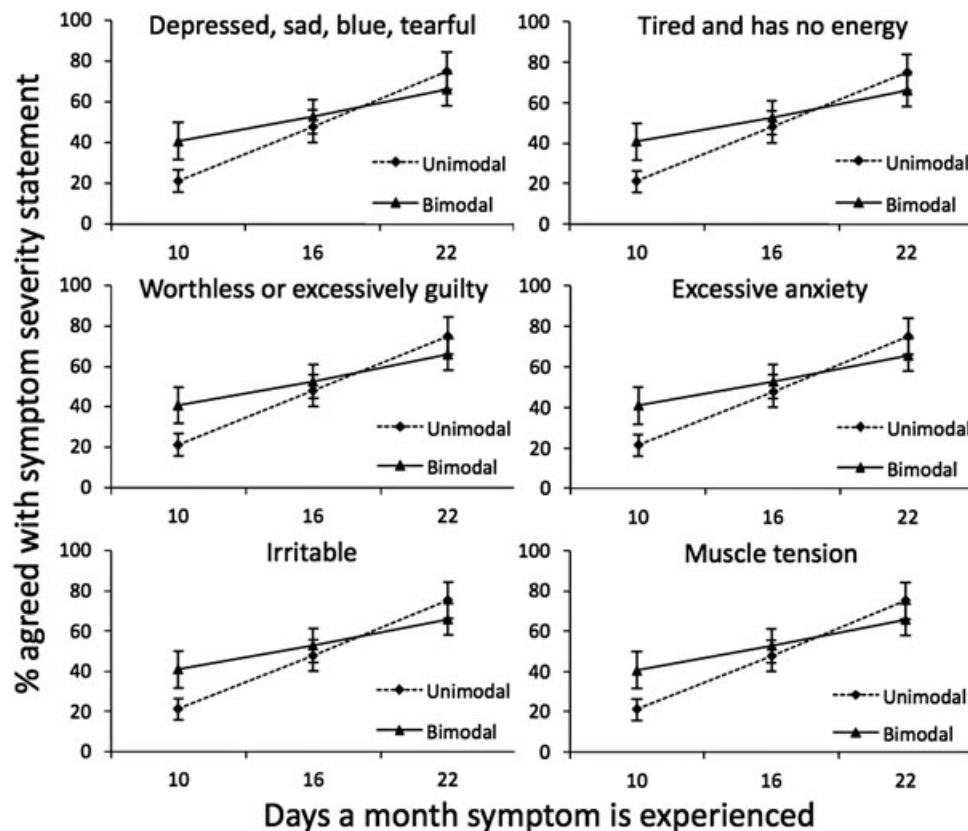 % agreed with symptom severity statement
Depressed, sad, blue, tearful
100
80
60
40
20
0
10 16 22
Unimodal
Bimodal
Tired and has no energy
100
80
60
40
20
0
10 16 22
Unimodal
Bimodal
Worthless or excessively guilty
100
80
60
40
20
0
10 16 22
Unimodal
Bimodal
Excessive anxiety
100
80
60
40
20
0
10 16 22
Unimodal
Bimodal
Irritable
100
80
60
40
20
0
10 16 22
Unimodal
Bimodal
Muscle tension
100
80
60
40
20
0
10 16 22
Unimodal
Bimodal
Days a month symptom is experienced